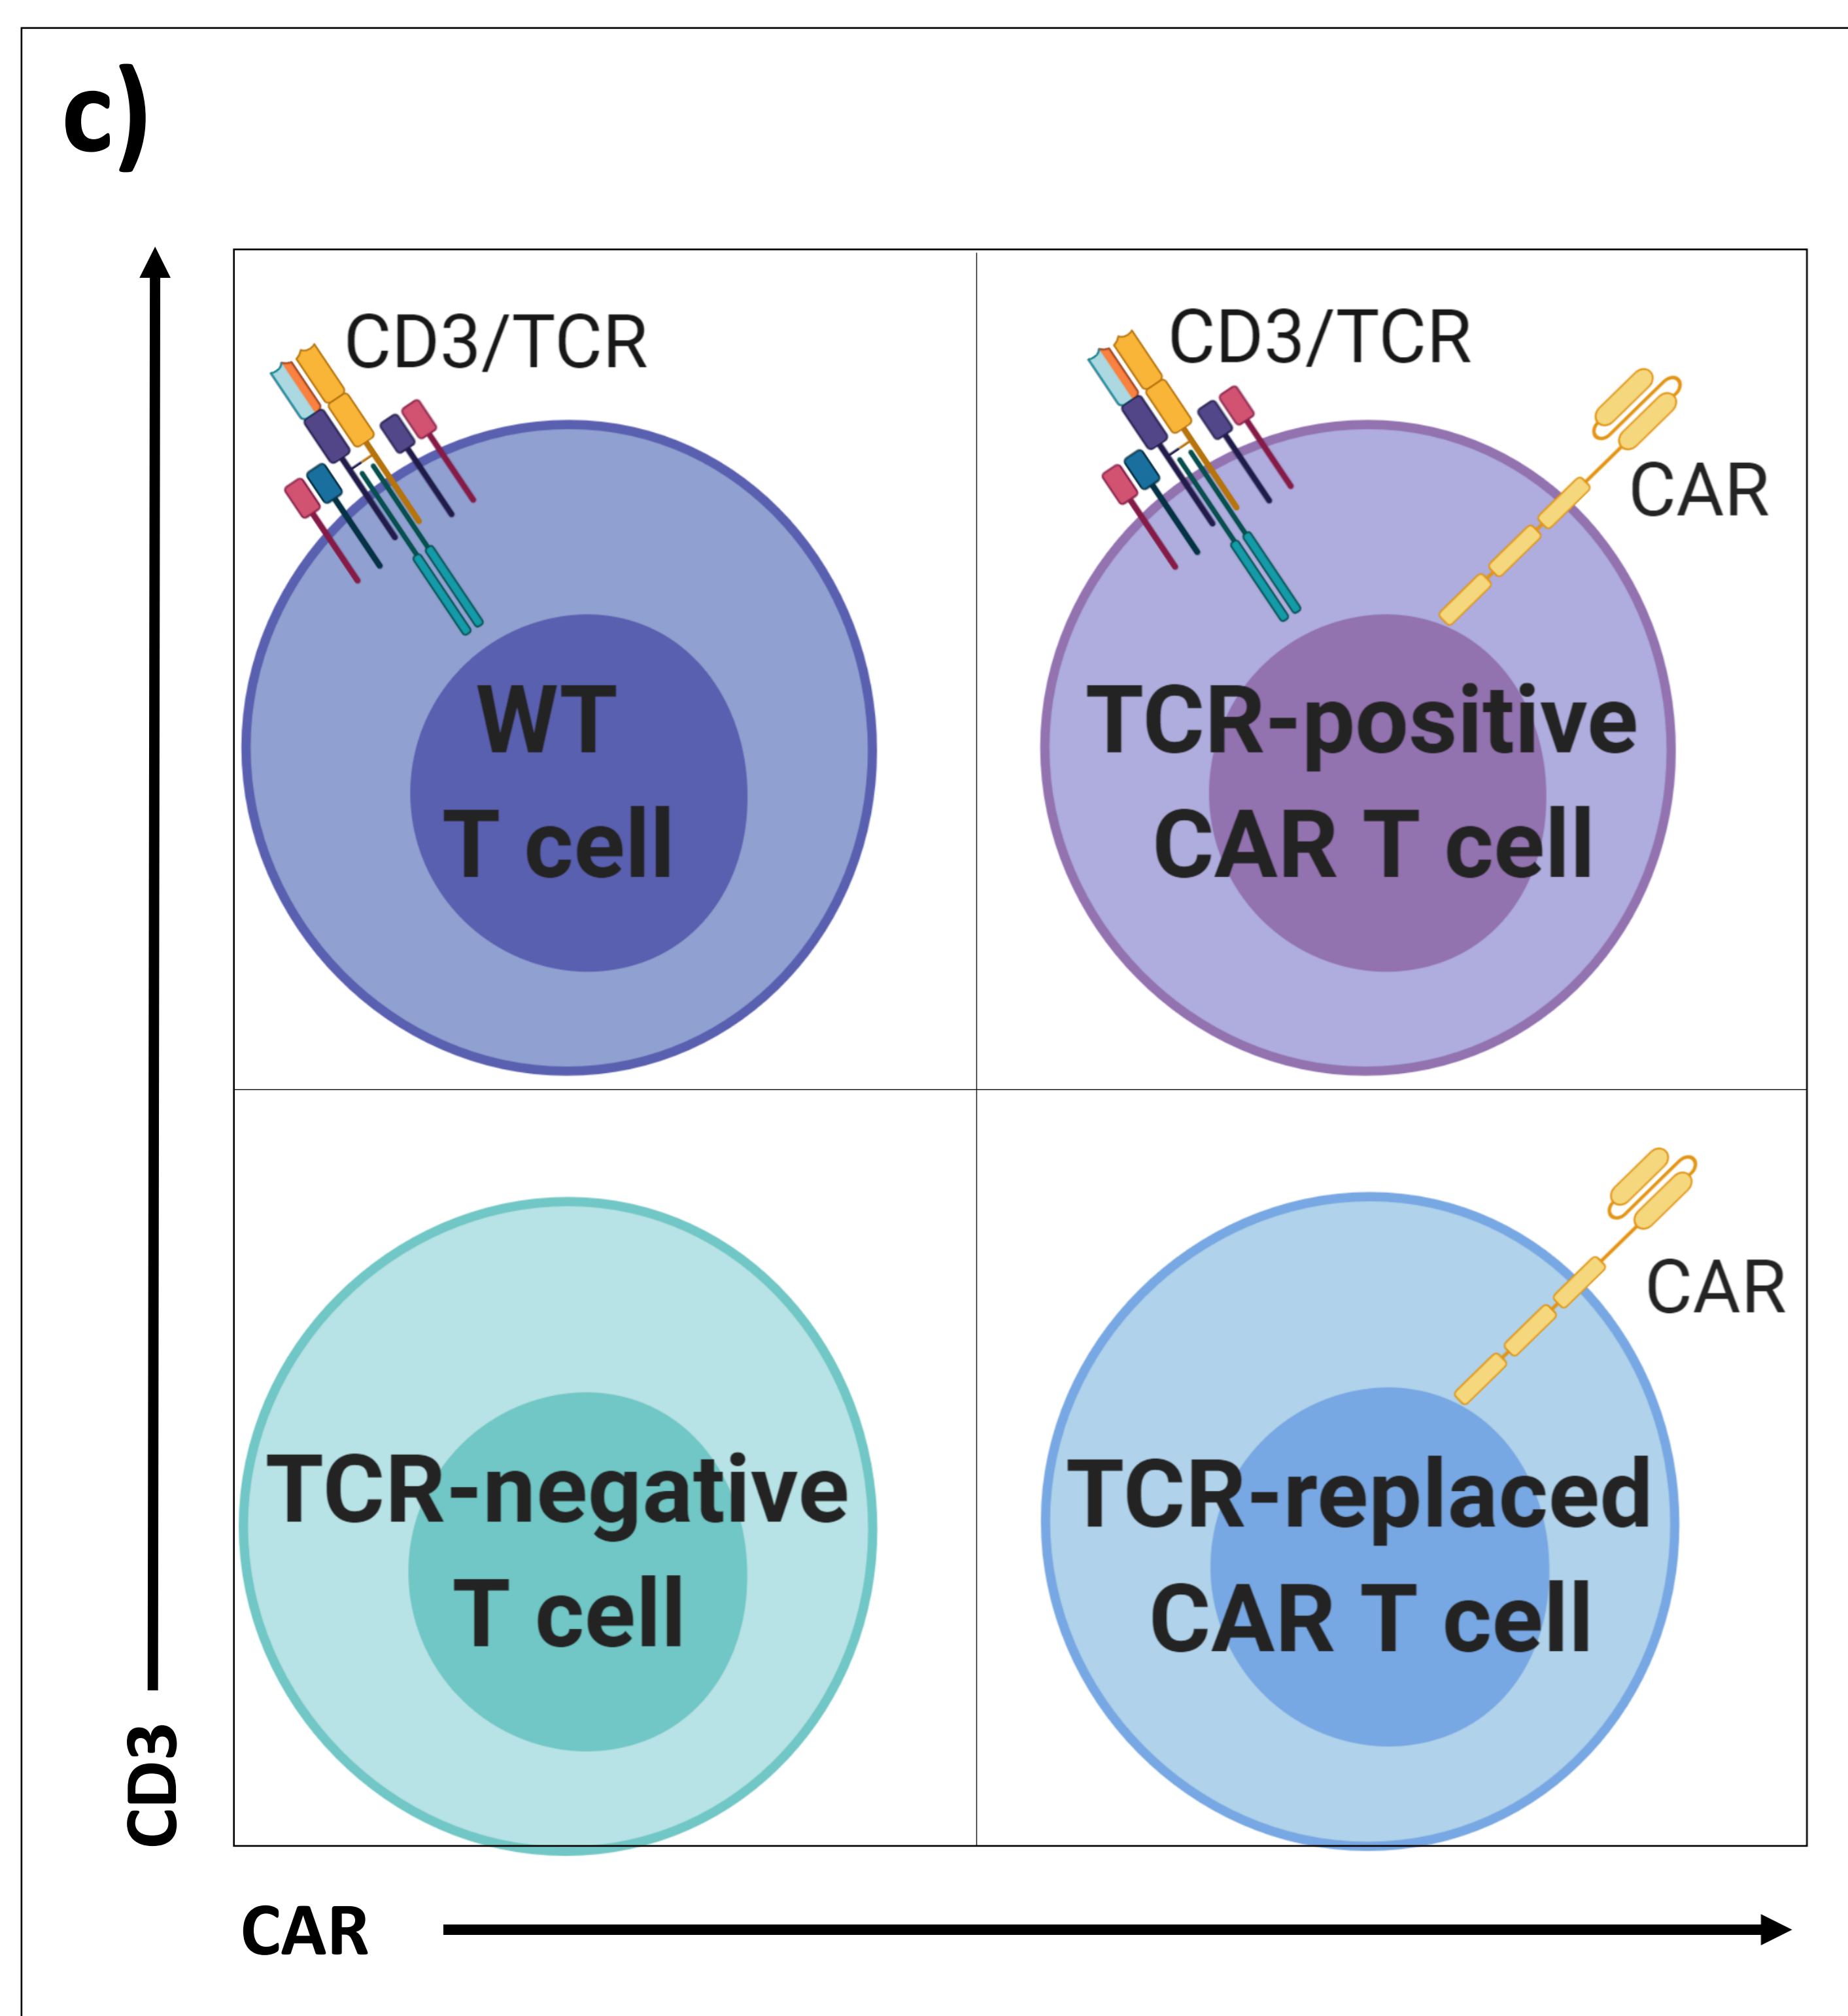 c)
CD3/TCR
WT
T cell
CD3/TCR
CAR
TCR-positive
CAR T cell
TCR-negative
T cell
CAR
TCR-replaced
CAR T cell
CD3
CAR